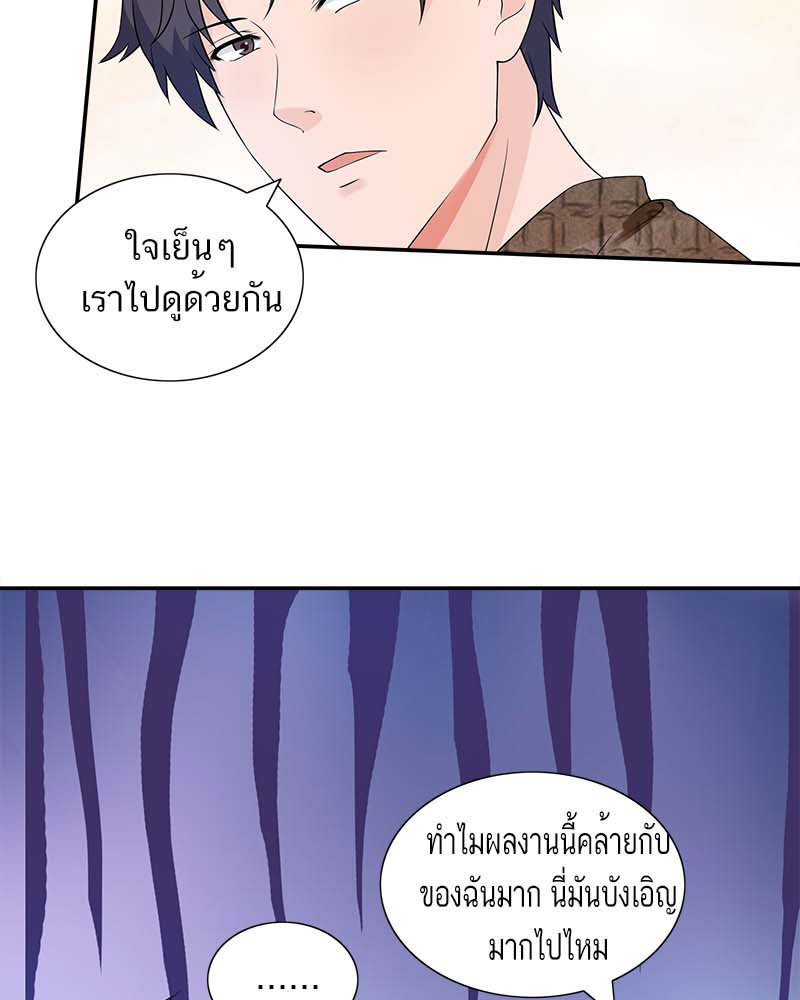 ใจเย็นๆ
เราไปดูด้วยกัน
ทำไมผลงานนี้คล้ายกับ
ของฉันมาก นี่มันบังเอิญ
มากไปไหม
......